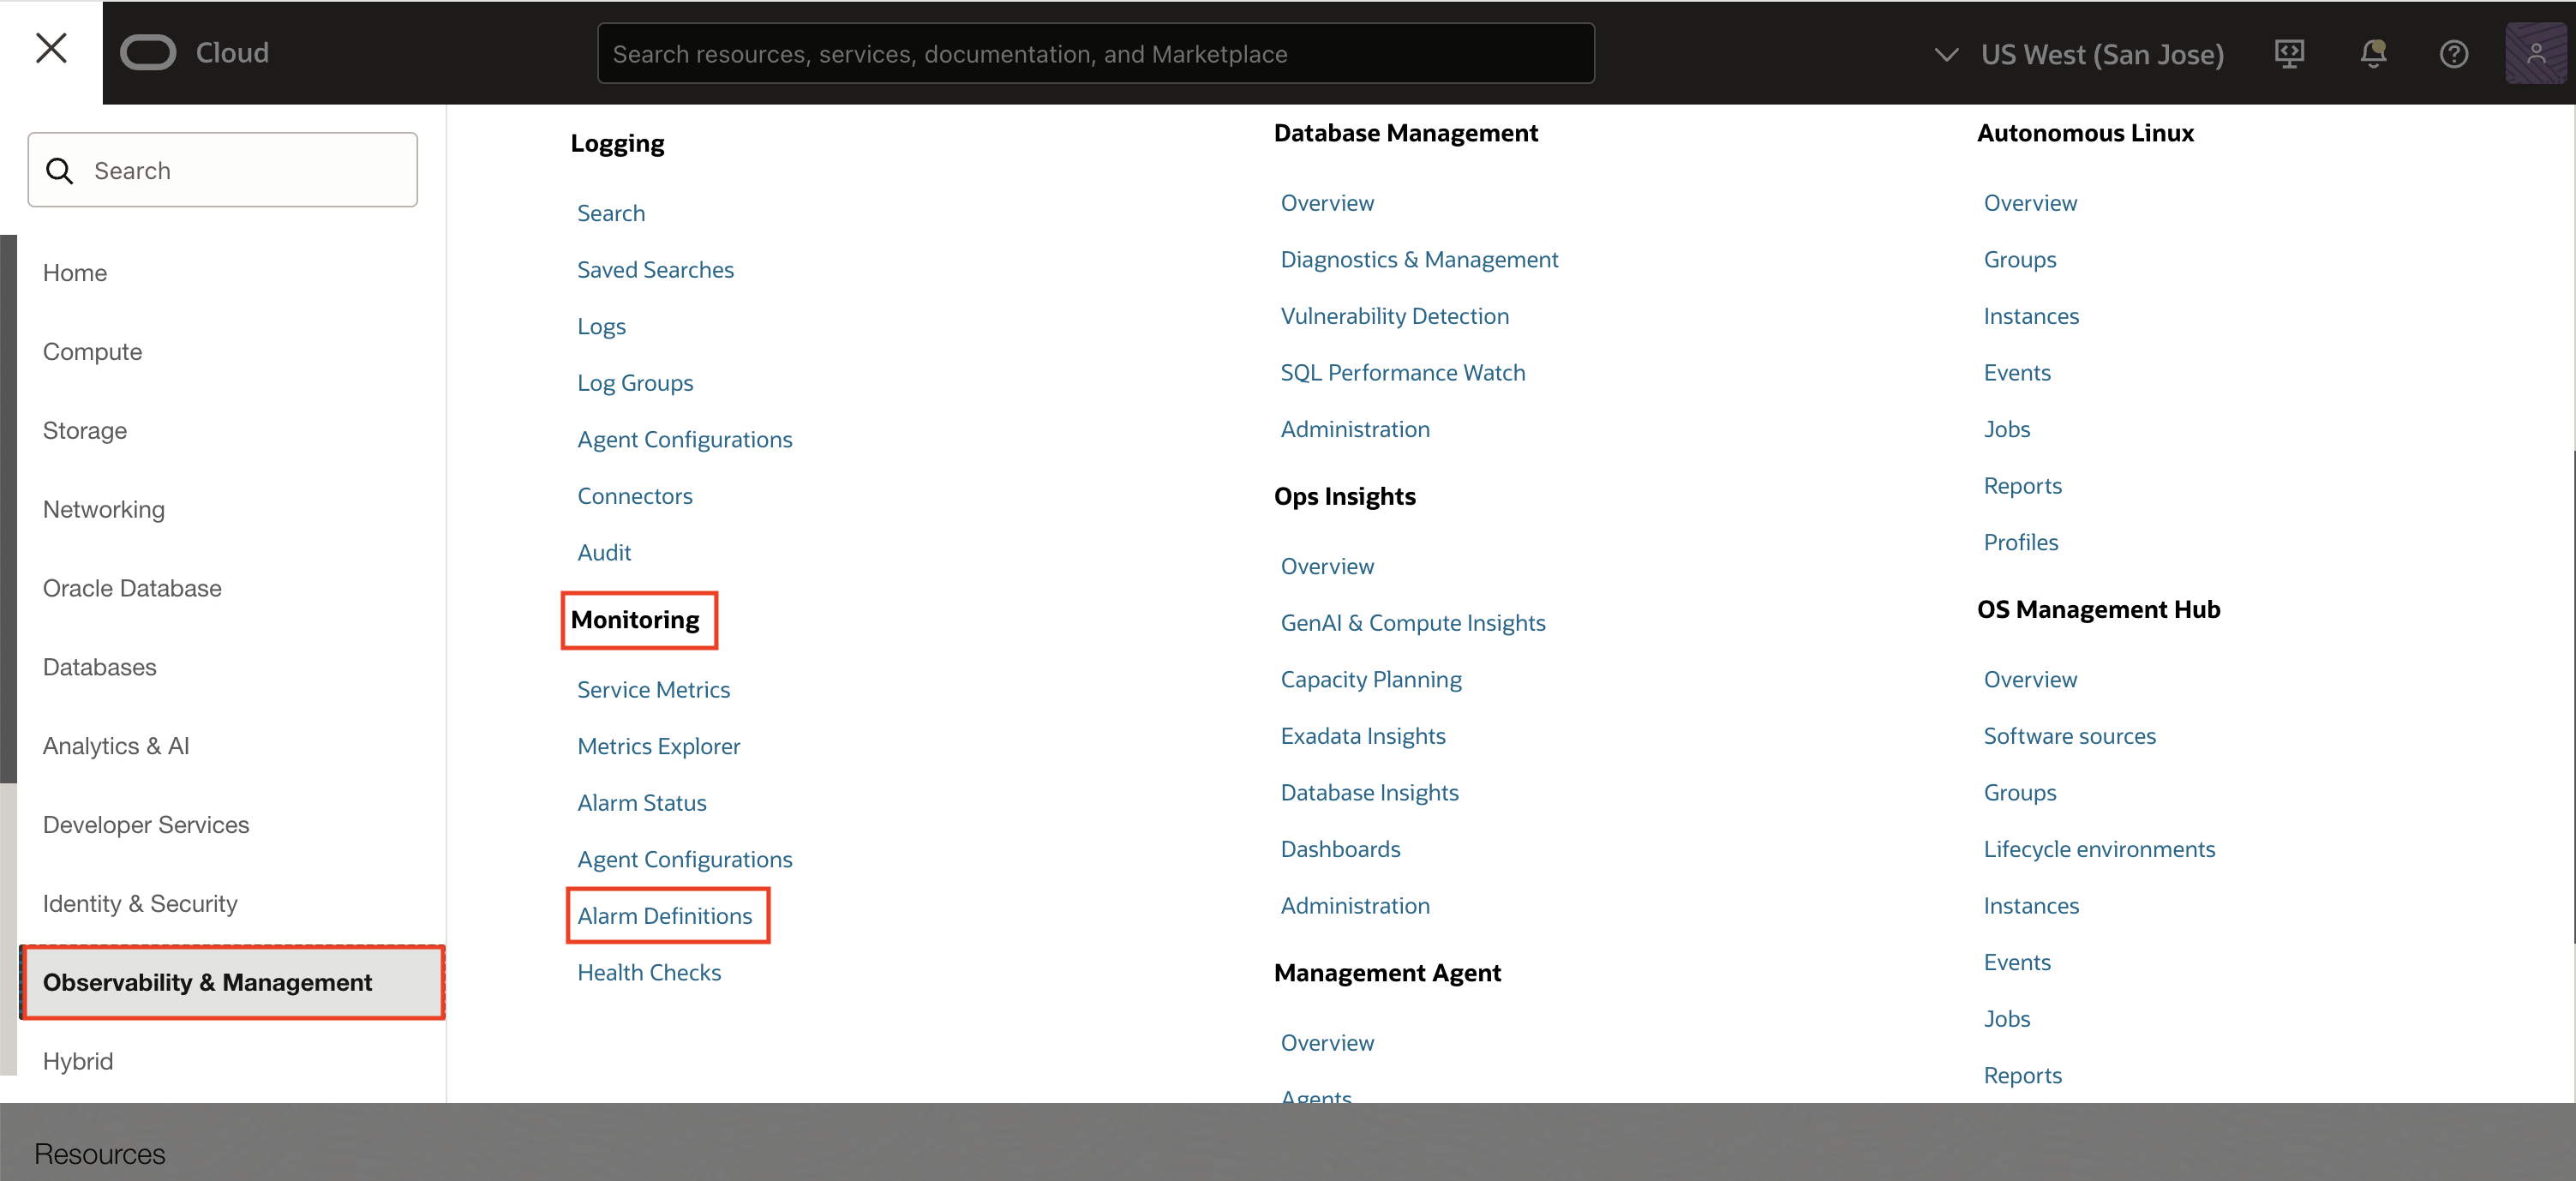 Cloud
Search resources, services, documentation, and Marketplace
US West (San Jose)
Search
Home
Compute
Storage
Networking
Oracle Database
Databases
Analytics & AI
Developer Services
Identity & Security
Observability & Management
Hybrid
Logging
Search
Saved Searches
Logs
Log Groups
Agent Configurations
Connectors
Audit
Monitoring
Service Metrics
Metrics Explorer
Alarm Status
Agent Configurations
Alarm Definitions
Health Checks
Database Management
Overview
Diagnostics & Management
Vulnerability Detection
SQL Performance Watch
Administration
Ops Insights
Overview
GenAI & Compute Insights
Capacity Planning
Exadata Insights
Database Insights
Dashboards
Administration
Management Agent
Overview
Agents
Autonomous Linux
Overview
Groups
Instances
Events
Jobs
Reports
Profiles
OS Management Hub
Overview
Software sources
Groups
Lifecycle environments
Instances
Events
Jobs
Reports
Resources